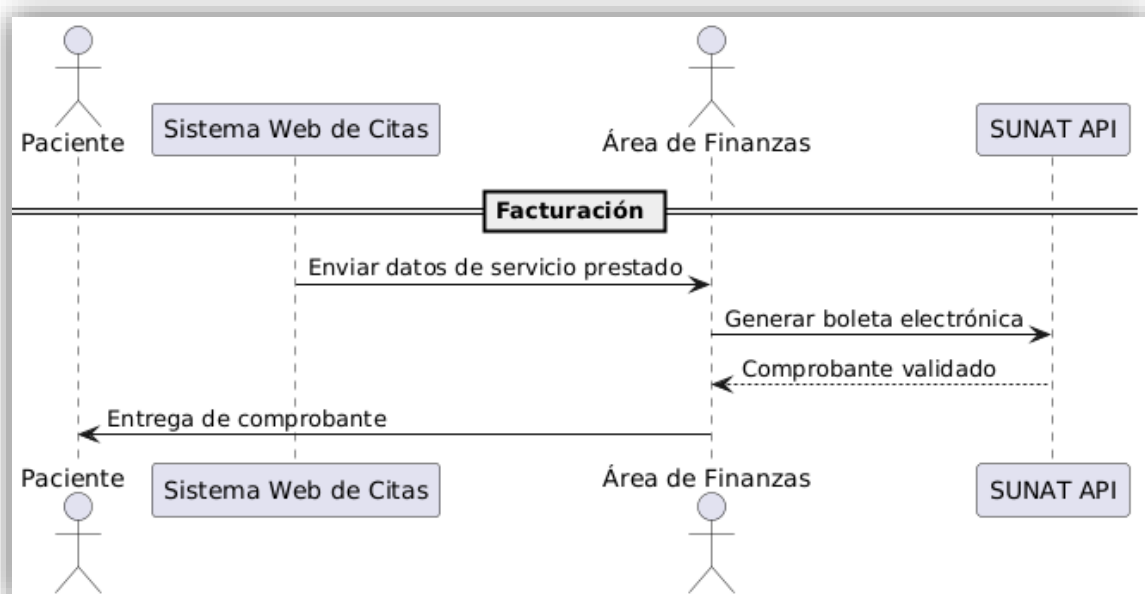 Paciente
Sistema Web de Citas
Área de Finanzas
SUNAT API
Facturación
Enviar datos de servicio prestado
Generar boleta electrónica
Comprobante validado
Entrega de comprobante
Paciente
Sistema Web de Citas
Área de Finanzas
SUNAT API